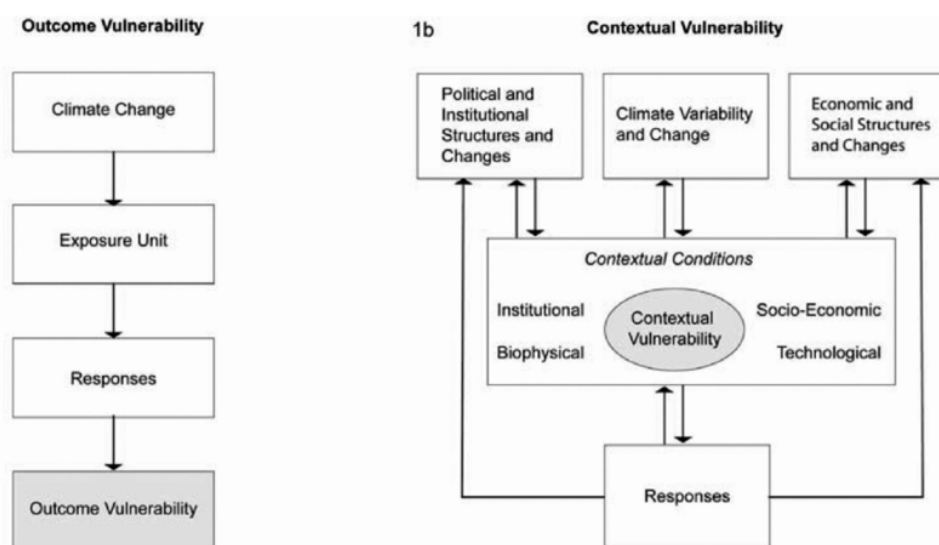 Outcome Vulnerability
Climate Change
Exposure Unit
Responses
Outcome Vulnerability
1b
Contextual Vulnerability
Political and
Institutional
Structures and
Changes
Climate Variability
and Change
Economic and
Social Structures
and Changes
Contextual Conditions
Institutional
Biophysical
Contextual
Vulnerability
Socio-Economic
Technological
Responses